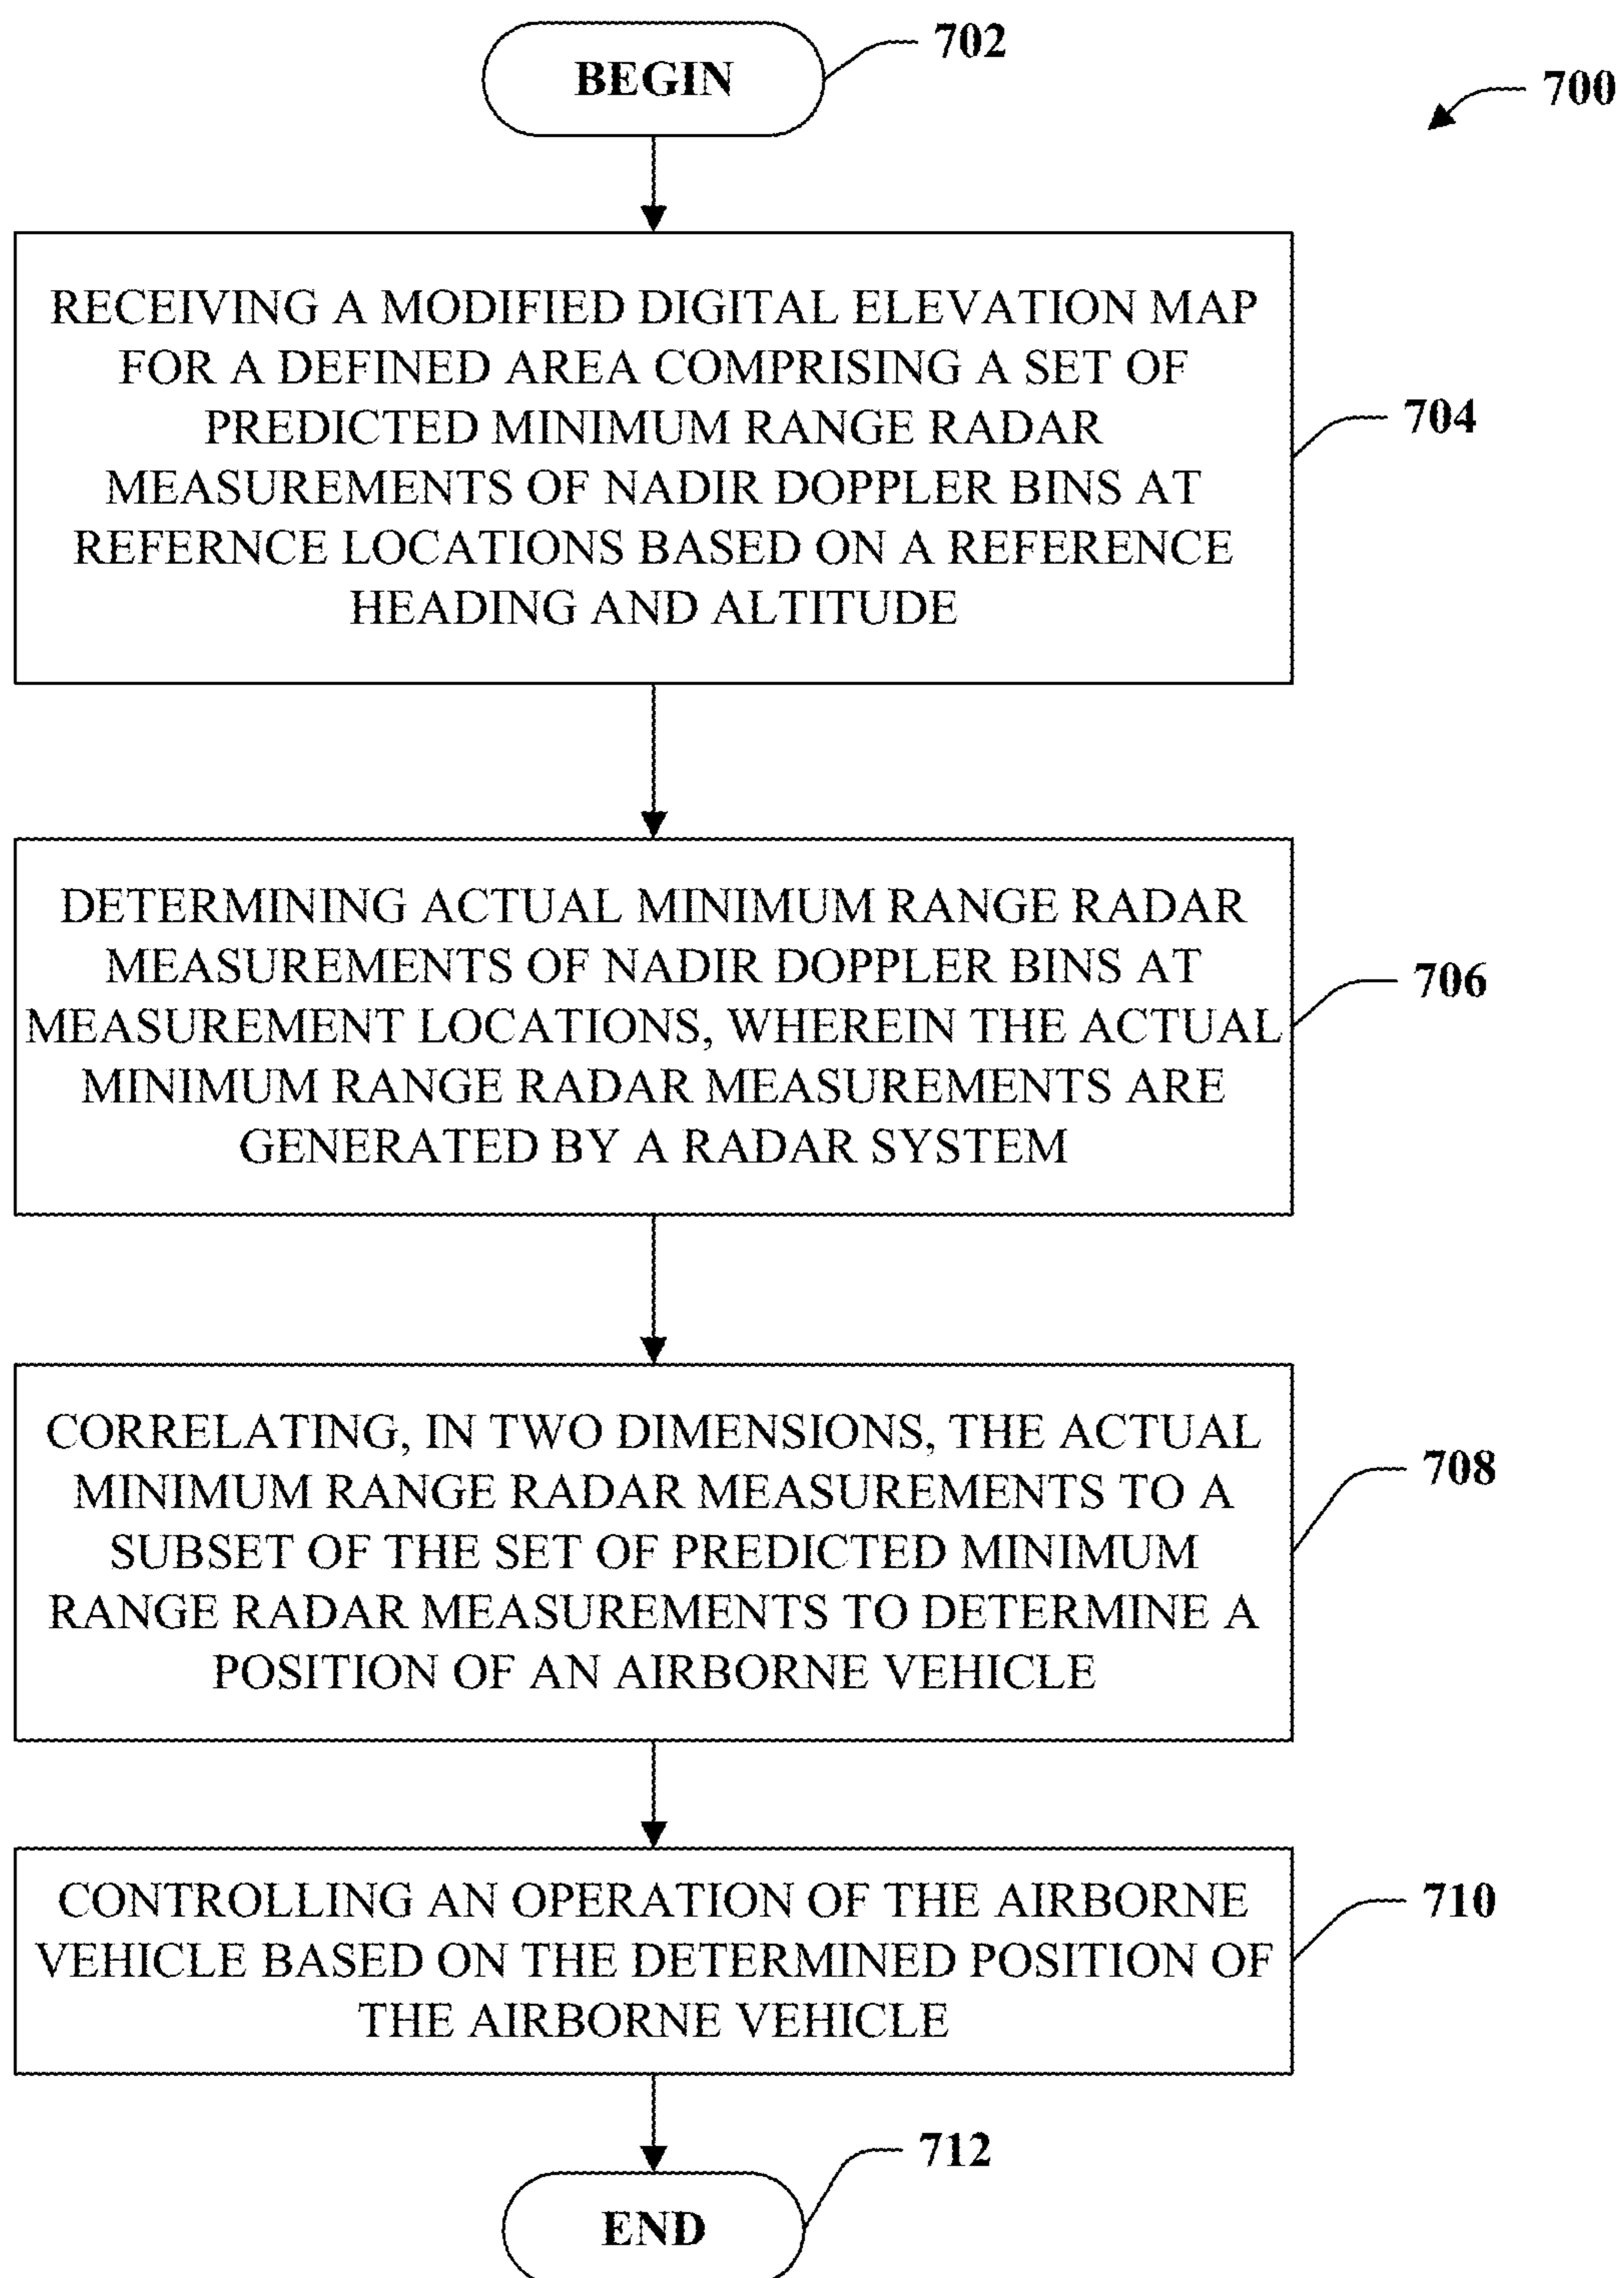 BEGIN
702
700
RECEIVING A MODIFIED DIGITAL ELEVATION MAP
FOR A DEFINED AREA COMPRISING A SET OF
PREDICTED MINIMUM RANGE RADAR
MEASUREMENTS OF NADIR DOPPLER BINS AT
REFERNCE LOCATIONS BASED ON A REFERENCE
HEADING AND ALTITUDE
704
DETERMINING ACTUAL MINIMUM RANGE RADAR
MEASUREMENTS OF NADIR DOPPLER BINS AT
MEASUREMENT LOCATIONS, WHEREIN THE ACTUAL
MINIMUM RANGE RADAR MEASUREMENTS ARE
GENERATED BY A RADAR SYSTEM
706
CORRELATING, IN TWO DIMENSIONS, THE ACTUAL
MINIMUM RANGE RADAR MEASUREMENTS TO A
SUBSET OF THE SET OF PREDICTED MINIMUM
RANGE RADAR MEASUREMENTS TO DETERMINE A
POSITION OF AN AIRBORNE VEHICLE
708
CONTROLLING AN OPERATION OF THE AIRBORNE
VEHICLE BASED ON THE DETERMINED POSITION OF
THE AIRBORNE VEHICLE
710
END
712